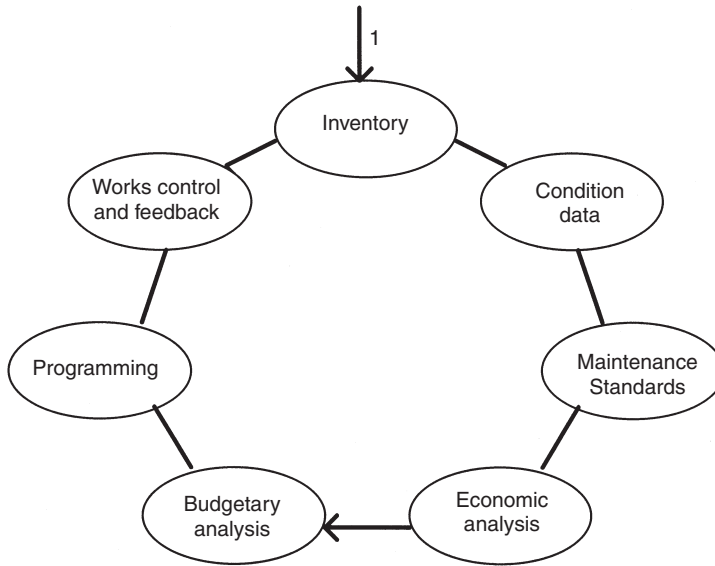 1
Inventory
Condition
data
Maintenance
Standards
Economic
analysis
Budgetary
analysis
Programming
Works control
and feedback